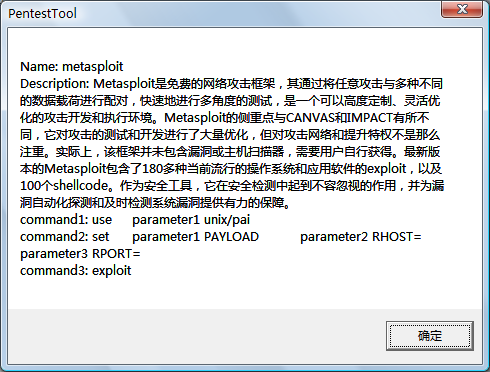 PentestTool
Name: metasploit
Description: Metasploit是免费的网络攻击框架，其通过将任意攻击与多种不同
的数据载荷进行配对，快速地进行多角度的测试，是一个可以高度定制、灵活优
化的攻击开发和执行环境。Metasploit的侧重点与CANVAS和IMPACT有所不
同，它对攻击的测试和开发进行了大量优化，但对攻击网络和提升特权不是那么
注重。实际上，该框架并未包含漏洞或主机扫描器，需要用户自行获得。最新版
本的Metasploit包含了180多种当前流行的操作系统和应用软件的exploit，以及
100个shellcode。作为安全工具，它在安全检测中起到不容忽视的作用，并为漏
洞自动化探测和及时检测系统漏洞提供有力的保障。
command1: use parameter1 unix/pai
command2: set parameter1 PAYLOAD parameter2 RHOST=
parameter3 RPORT=
command3: exploit
确定